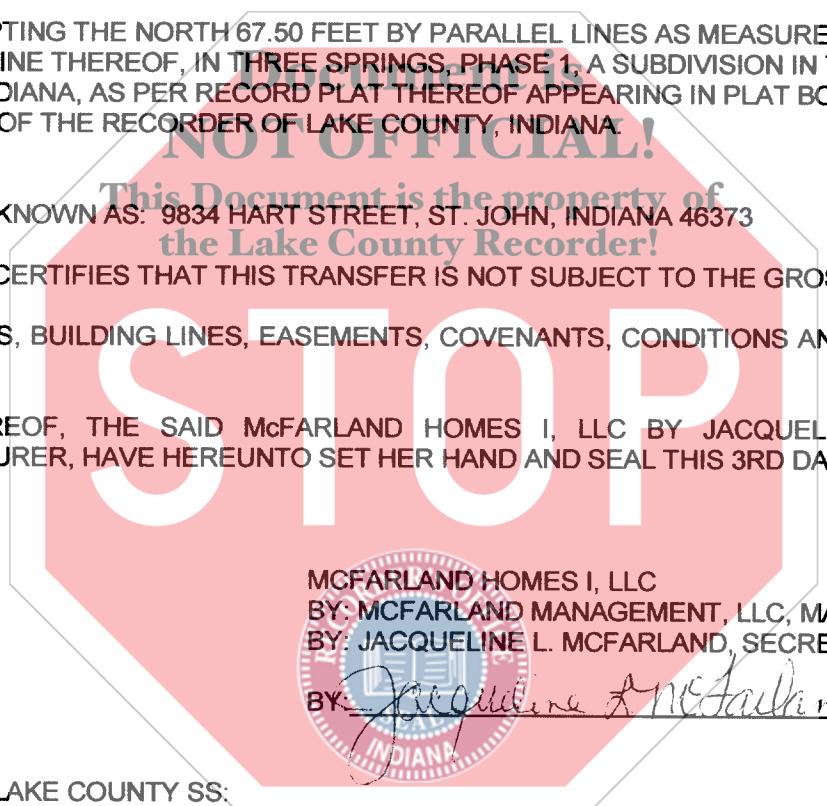 PTING THE NORTH 67.50 FEET BY PARALLEL LINES AS MEASURE
INE THEREOF, IN THREE SPRINGS, PHASE 1, A SUBDIVISION IN
DIANA, AS PER RECORD PLAT THEREOF APPEARING IN PLAT BO
Document is
OF THE RECORDER OF LAKE COUNTY, INDIANA.
NOT OFFICIAL!
This Document is the property of
KNOWN AS: 9834 HART STREET, ST. JOHN, INDIANA 46373
the Lake County Recorder!
CERTIFIES THAT THIS TRANSFER IS NOT SUBJECT TO THE GROS
S, BUILDING LINES, EASEMENTS, COVENANTS, CONDITIONS AN
STOP
REOF, THE SAID McFARLAND HOMES I, LLC BY JACQUEL
URER, HAVE HEREUNTO SET HER HAND AND SEAL THIS 3RD DA
MCFARLAND HOMES I, LLC
BY: MCFARLAND MANAGEMENT, LLC, MA
BY: JACQUELINE L. MCFARLAND, SECRE
BY: Jacqueline L McFarlan
RECORDER'S OFFICE
SEAL
INDIANA
LAKE COUNTY SS: